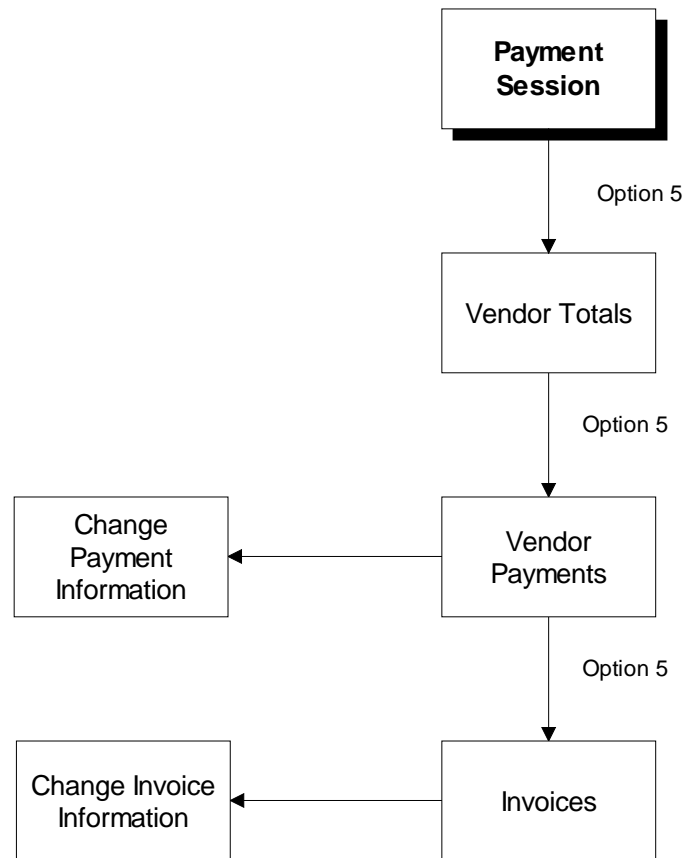 Payment
Session
Option 5
Vendor Totals
Option 5
Change
Payment
Information
Vendor
Payments
Option 5
Change Invoice
Information
Invoices